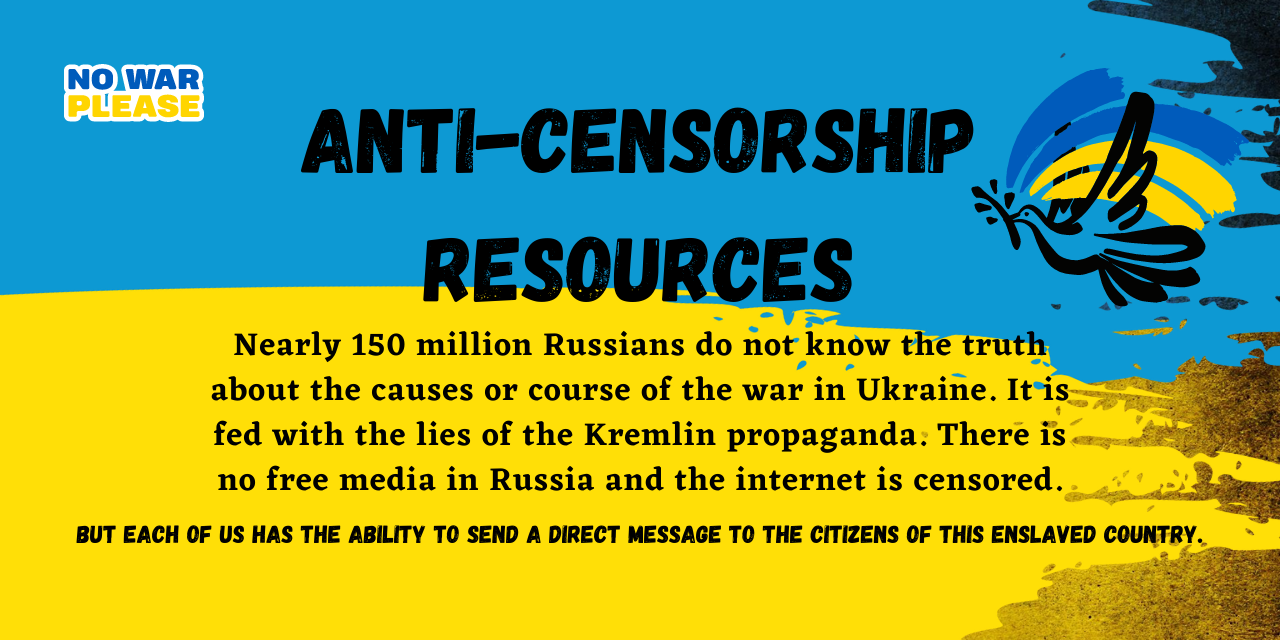 NO WAR
PLEASE
ANTI-CENSORSHIP
RESOURCES
Nearly 150 million Russians do not know the truth
about the causes or course of the war in Ukraine. It is
fed with the lies of the Kremlin propaganda. There is
no free media in Russia and the internet is censored.
BUT EACH OF US HAS THE ABILITY TO SEND A DIRECT MESSAGE TO THE CITIZENS OF THIS ENSLAVED COUNTRY.